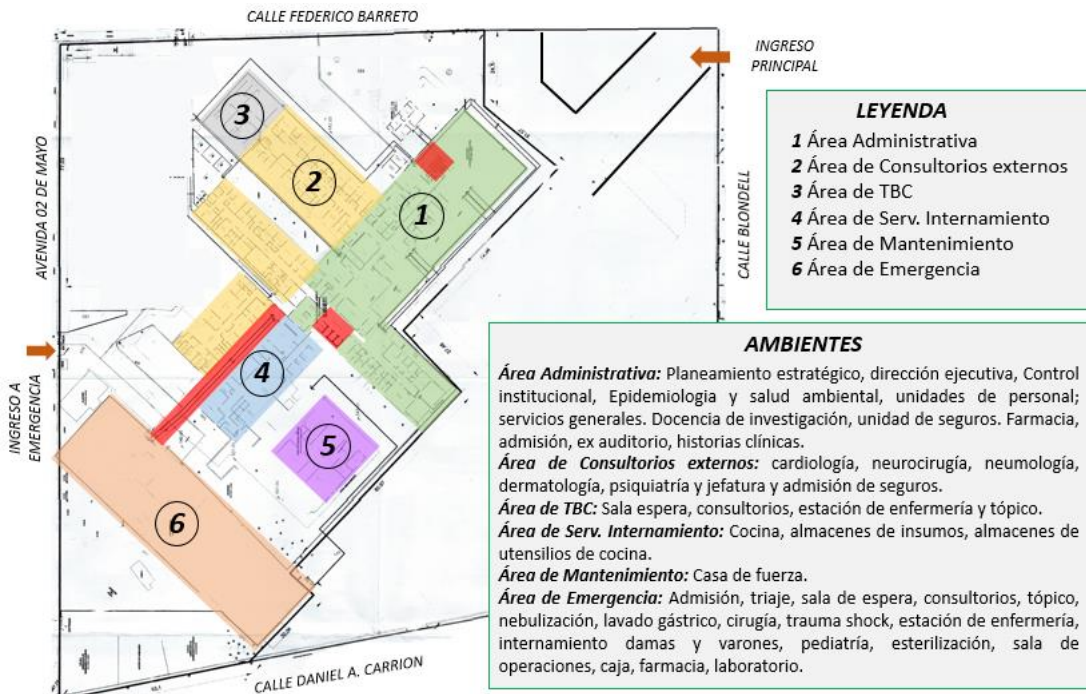 CALLE FEDERICO BARRETO
INGRESO
PRINCIPAL
AVENIDA 02 DE MAYO
CALLE BLONDELL
INGRESO A
EMERGENCIA
CALLE DANIEL A. CARRION
3
2
1
4
5
6
LEYENDA
1 Área Administrativa
2 Área de Consultorios externos
3 Área de TBC
4 Área de Serv. Internamiento
5 Área de Mantenimiento
6 Área de Emergencia
AMBIENTES
Área Administrativa: Planeamiento estratégico, dirección ejecutiva, Control
institucional, Epidemiologia y salud ambiental, unidades de personal;
servicios generales. Docencia de investigación, unidad de seguros. Farmacia,
admisión, ex auditorio, historias clínicas.
Área de Consultorios externos: cardiología, neurocirugía, neumología,
dermatología, psiquiatría y jefatura y admisión de seguros.
Área de TBC: Sala espera, consultorios, estación de enfermería y tópico.
Área de Serv. Internamiento: Cocina, almacenes de insumos, almacenes de
utensilios de cocina.
Área de Mantenimiento: Casa de fuerza.
Área de Emergencia: Admisión, triaje, sala de espera, consultorios, tópico,
nebulización, lavado gástrico, cirugía, trauma shock, estación de enfermería,
internamiento damas y varones, pediatría, esterilización, sala de
operaciones, caja, farmacia, laboratorio.